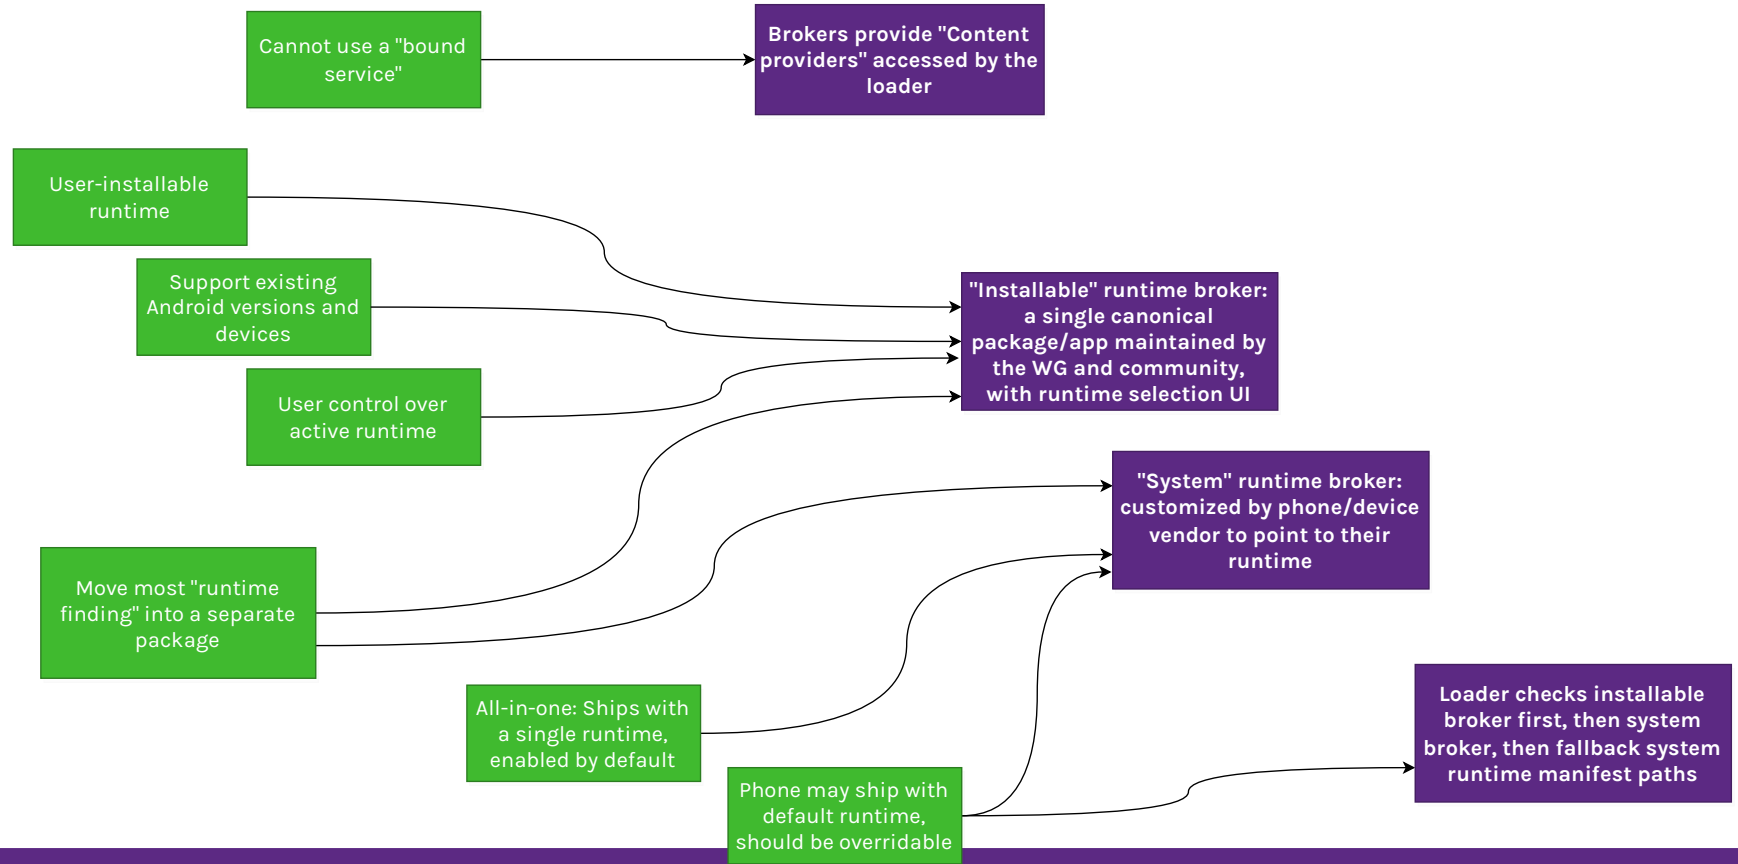 Cannot use a "bound
service"
Brokers provide "Content
providers" accessed by the
loader
User-installable
runtime
Support existing
Android versions and
devices
User control over
active runtime
"Installable" runtime broker:
a single canonical
package/app maintained by
the WG and community,
with runtime selection UI
"System" runtime broker:
customized by phone/device
vendor to point to their
runtime
Move most "runtime
finding" into a separate
package
All-in-one: Ships with
a single runtime,
enabled by default
Phone may ship with
default runtime,
should be overridable
Loader checks installable
broker first, then system
broker, then fallback system
runtime manifest paths